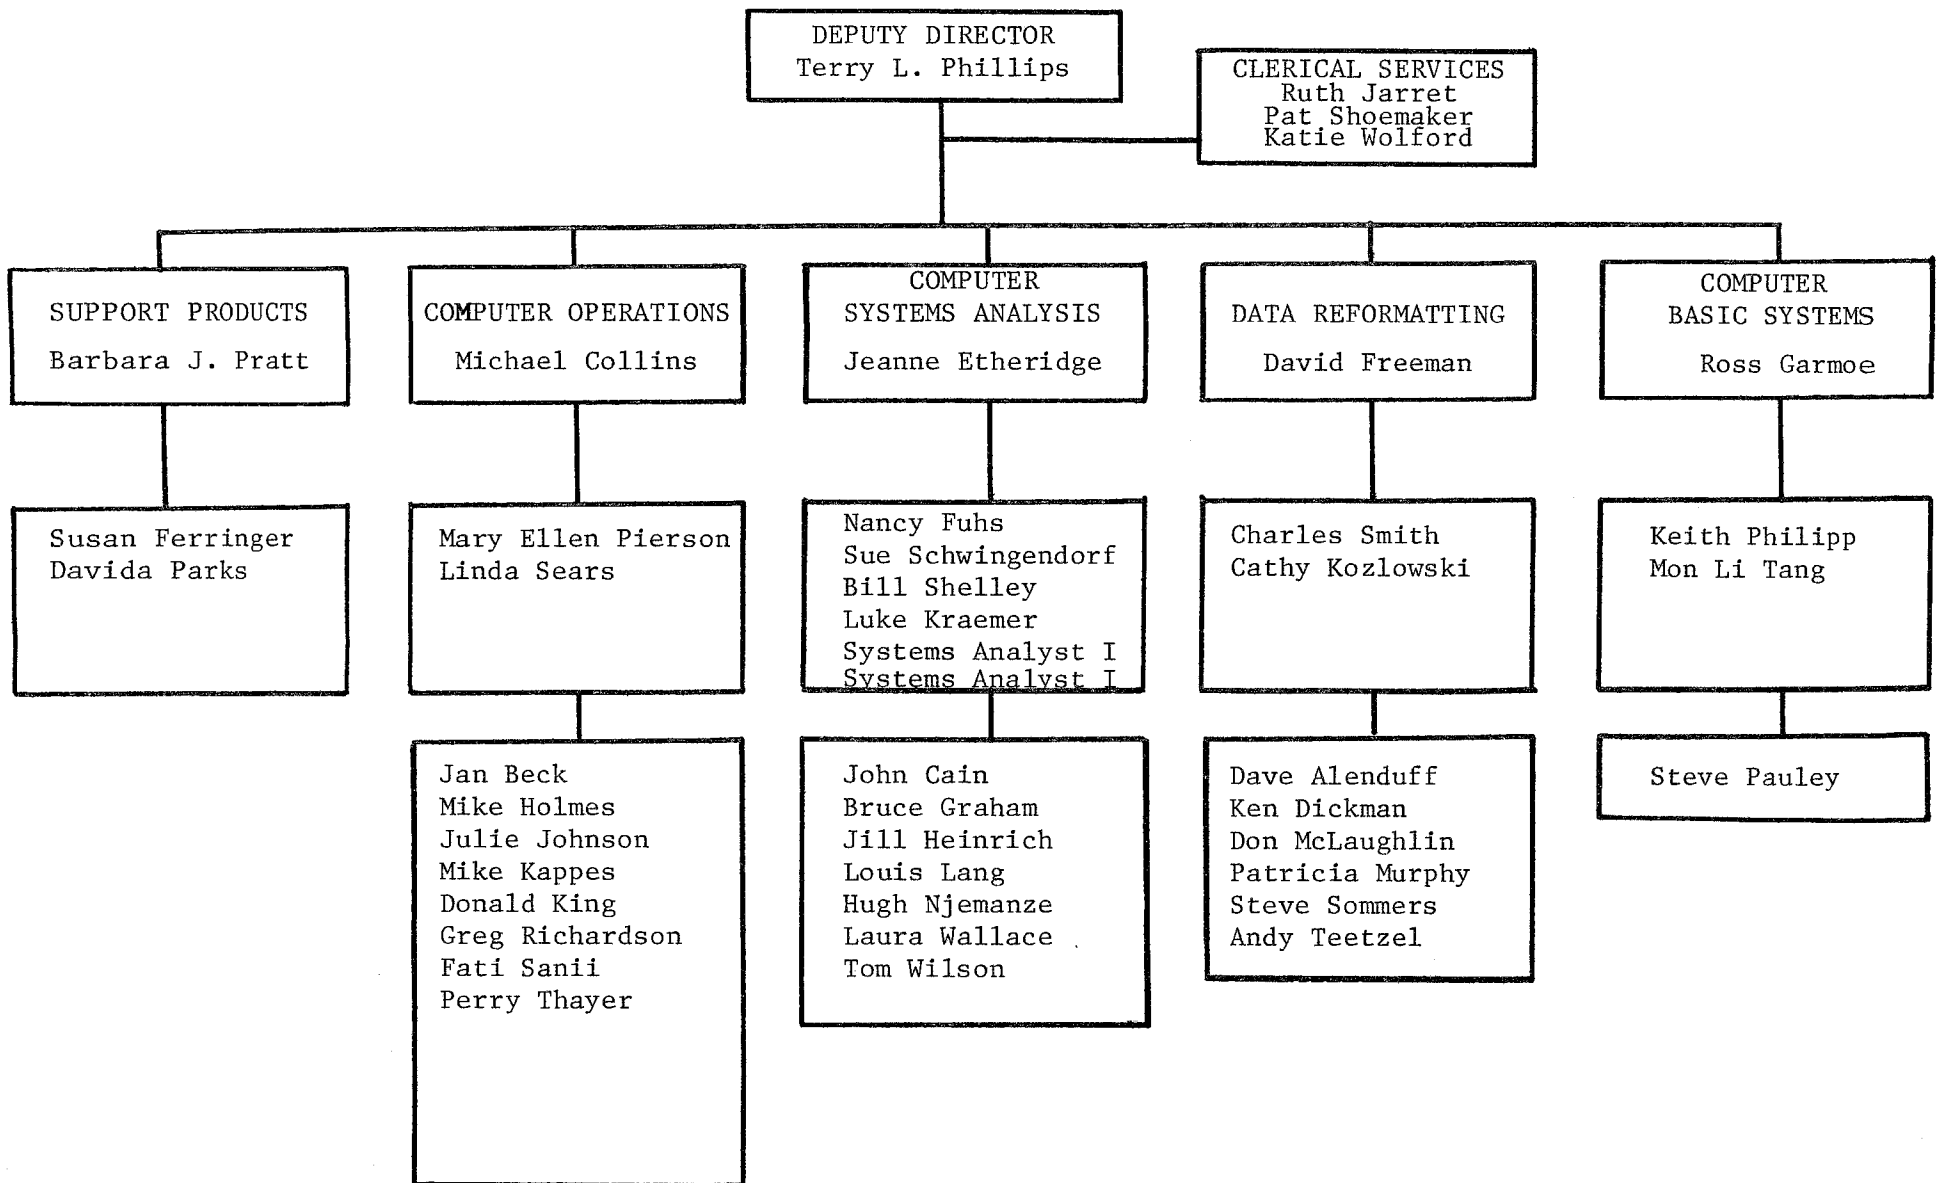 DEPUTY DIRECTOR
Terry L. Phillips
CLERICAL SERVICES
Ruth Jarret
Pat Shoemaker
Katie Wolford
SUPPORT PRODUCTS
Barbara J. Pratt
COMPUTER OPERATIONS
Michael Collins
COMPUTER
SYSTEMS ANALYSIS
Jeanne Etheridge
DATA REFORMATTING
David Freeman
COMPUTER
BASIC SYSTEMS
Ross Garmoe
Susan Ferringer
Davida Parks
Mary Ellen Pierson
Linda Sears
Nancy Fuhs
Sue Schwingendorf
Bill Shelley
Luke Kraemer
Systems Analyst I
Systems Analyst I
Charles Smith
Cathy Kozlowski
Keith Philipp
Mon Li Tang
Jan Beck
Mike Holmes
Julie Johnson
Mike Kappes
Donald King
Greg Richardson
Fati Sanii
Perry Thayer
John Cain
Bruce Graham
Jill Heinrich
Louis Lang
Hugh Njemanze
Laura Wallace
Tom Wilson
Dave Alenduff
Ken Dickman
Don McLaughlin
Patricia Murphy
Steve Sommers
Andy Teetzel
Steve Pauley